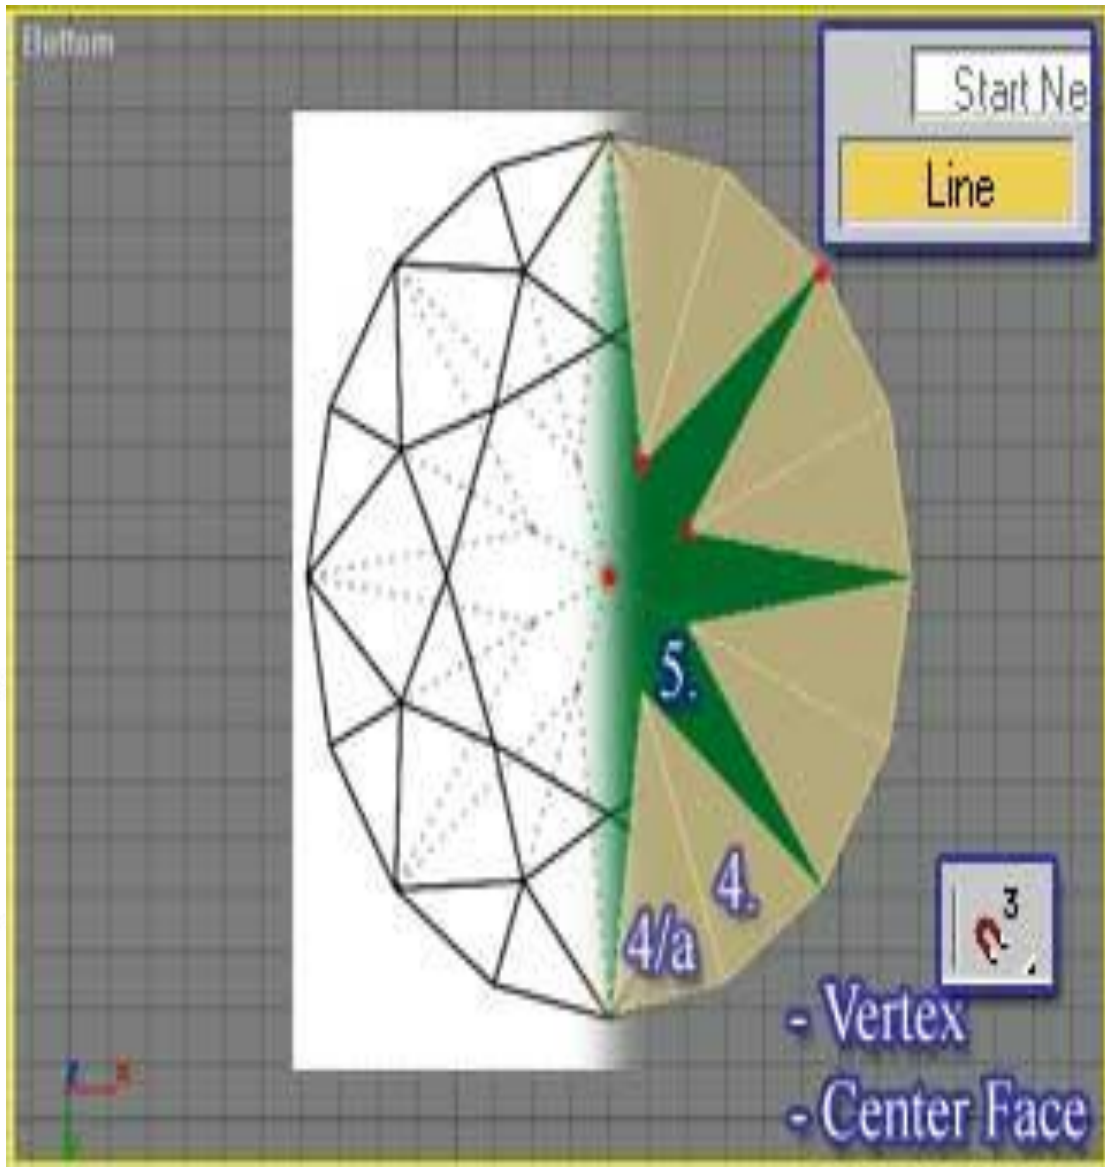 Bottom
Start Ne
Line
5.
4.
4/a
3
- Vertex
- Center Face
z x